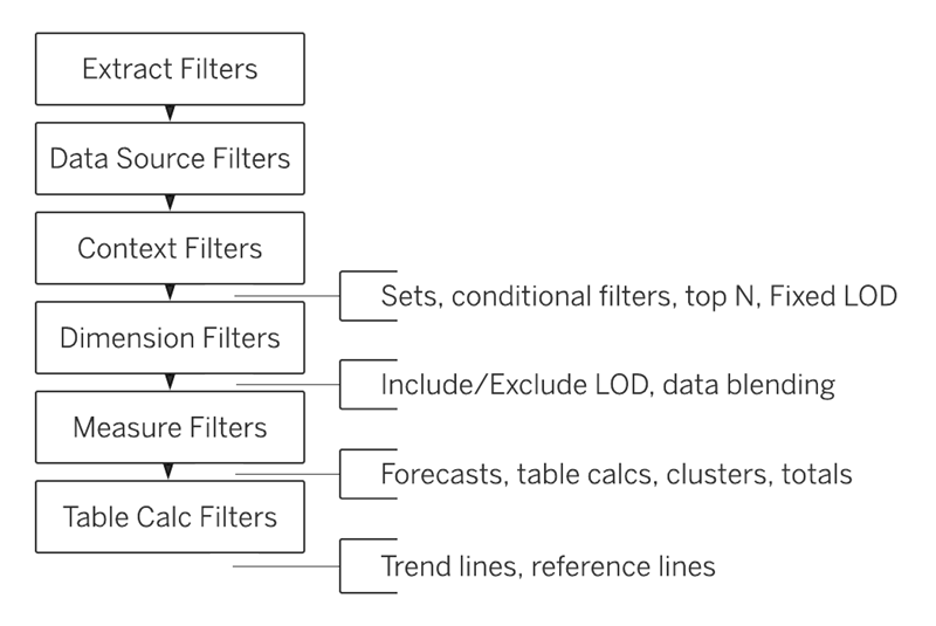 Extract Filters
Data Source Filters
Context Filters
Sets, conditional filters, top N, Fixed LOD
Dimension Filters
Include/Exclude LOD, data blending
Measure Filters
Forecasts, table calcs, clusters, totals
Table Calc Filters
Trend lines, reference lines